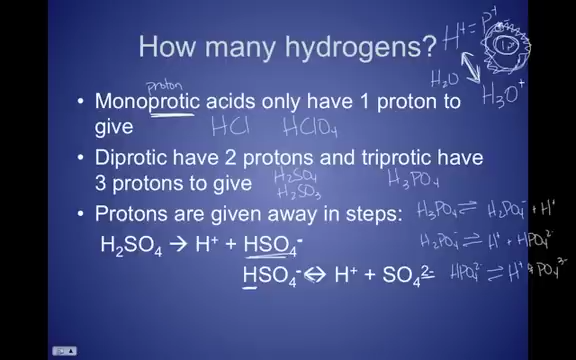 How many hydrogens?
H⁺ = P⁺
1p
H₂O
H₃O⁺
proton
• Monoprotic acids only have 1 proton to
give
HCl HClO₄
• Diprotic have 2 protons and triprotic have
3 protons to give
H₂SO₄
H₂SO₃
H₃PO₄
• Protons are given away in steps:
H₃PO₄ ⇌ H₂PO₄⁻ + H⁺
H₂SO₄ → H⁺ + HSO₄⁻
H₂PO₄⁻ ⇌ H⁺ + HPO₄²⁻
HSO₄⁻ ↔ H⁺ + SO₄²⁻
HPO₄²⁻ ⇌ H⁺ + PO₄³⁻